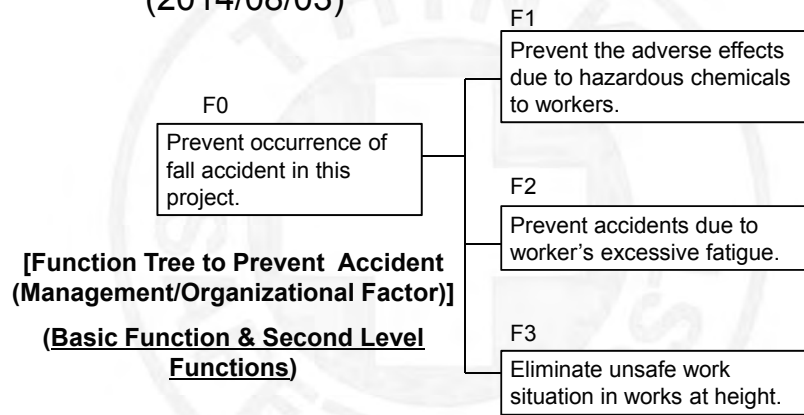 (2014/08/03)
F1
Prevent the adverse effects
due to hazardous chemicals
to workers.
F0
Prevent occurrence of
fall accident in this
project.
F2
Prevent accidents due to
worker's excessive fatigue.
[Function Tree to Prevent Accident
(Management/Organizational Factor)]
(Basic Function & Second Level
Functions)
F3
Eliminate unsafe work
situation in works at height.